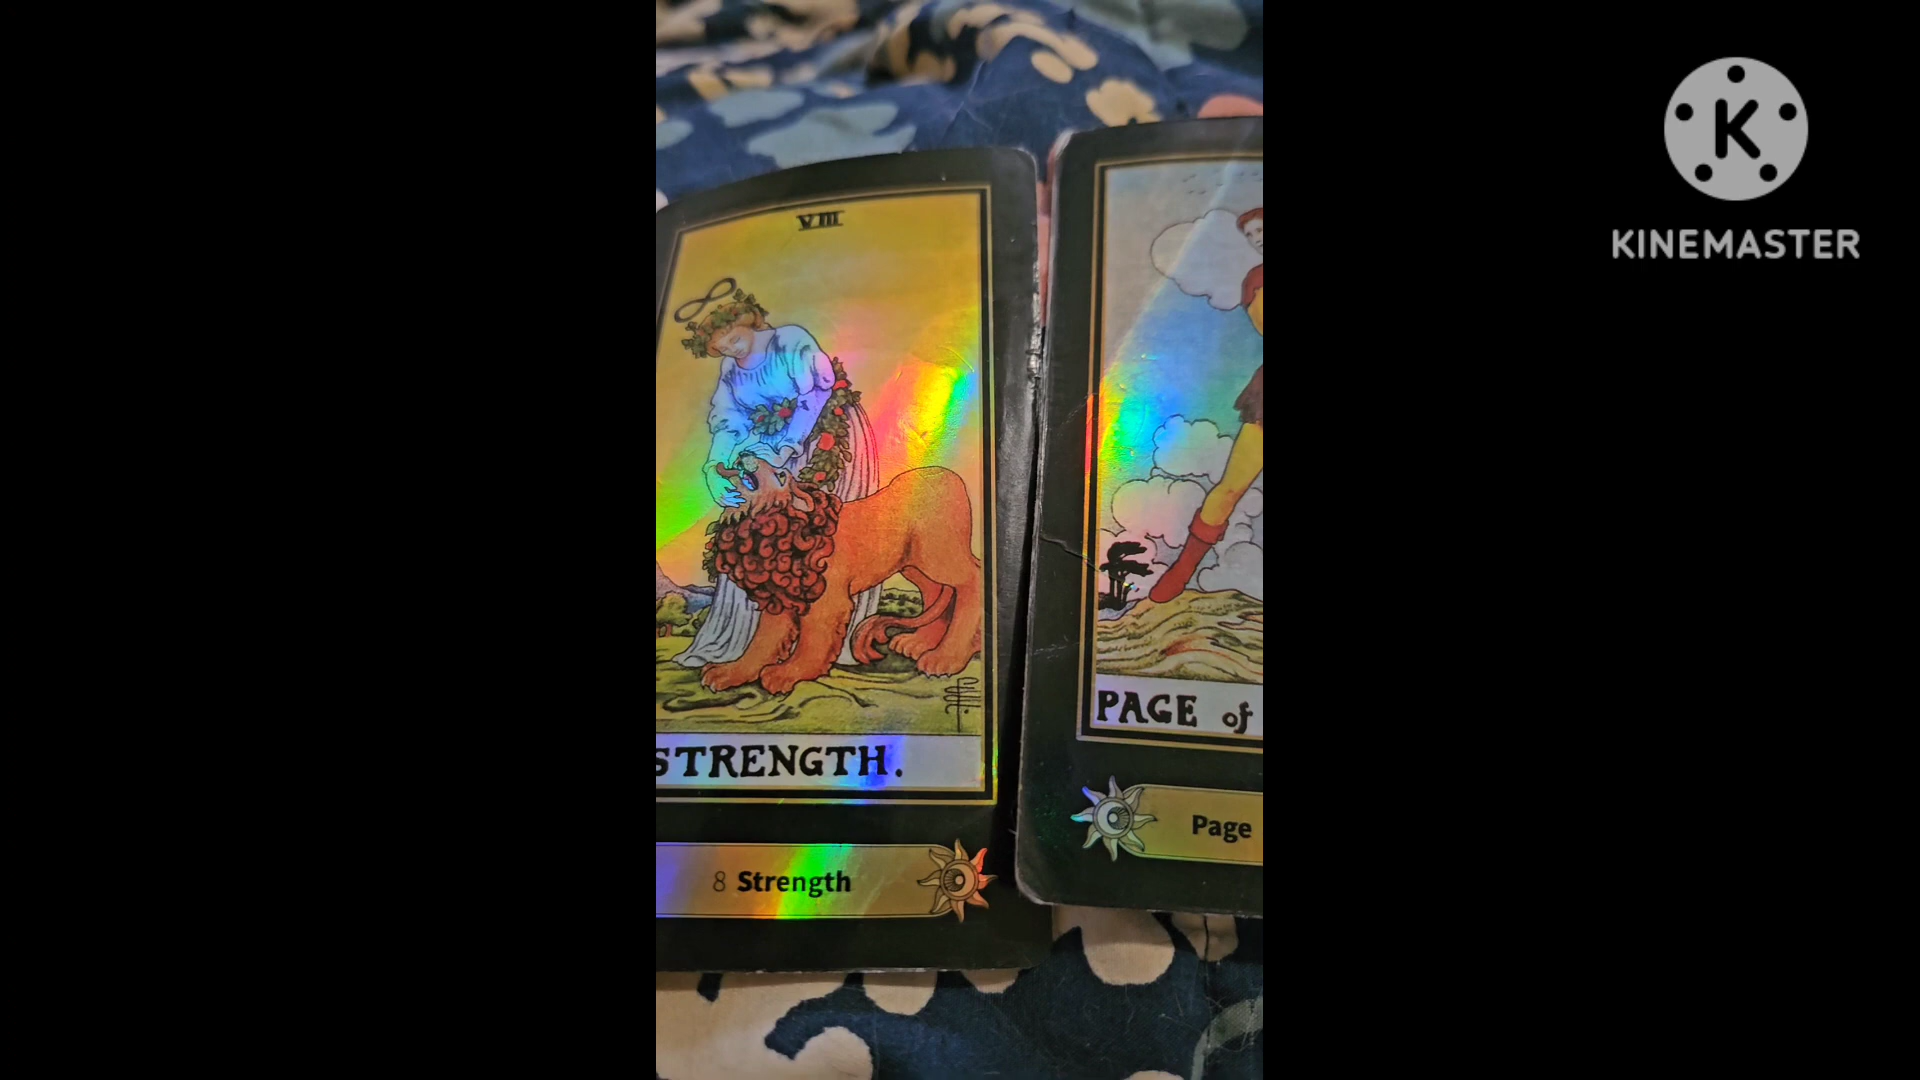 VIII
STRENGTH.
8 Strength
PAGE of
Page
K
KINEMASTER